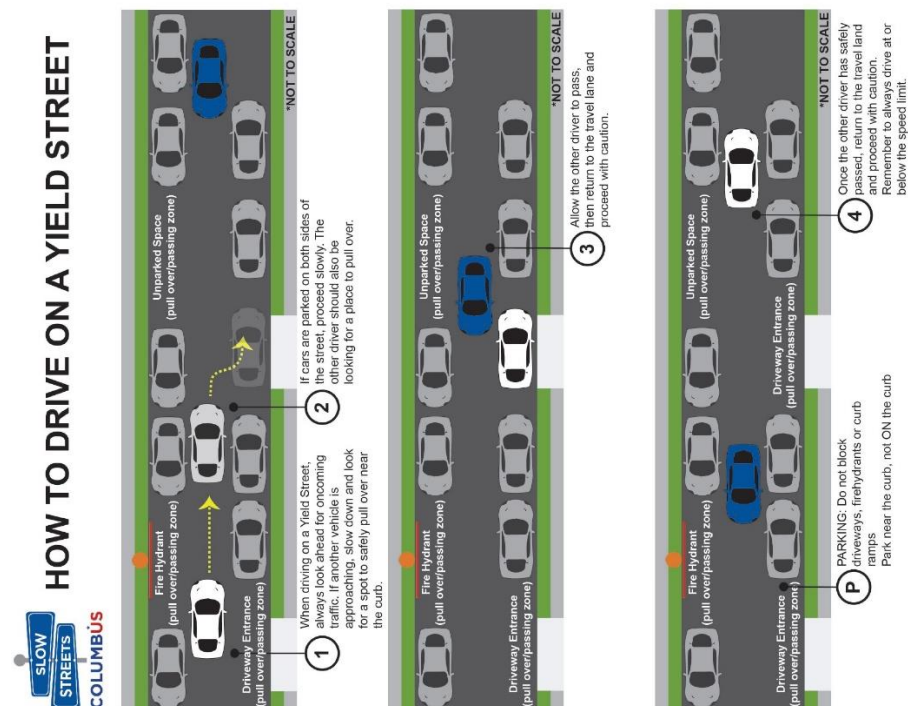 SLOW
STREETS
COLUMBUS
HOW TO DRIVE ON A YIELD STREET
Fire Hydrant
(pull over/passing zone)
Unparked Space
(pull over/passing zone)
Driveway Entrance
(pull over/passing zone)
*NOT TO SCALE
1
When driving on a Yield Street,
always look ahead for oncoming
traffic. If another vehicle is
approaching, slow down and look
for a spot to safely pull over near
the curb.
2
If cars are parked on both sides of
the street, proceed slowly. The
other driver should also be
looking for a place to pull over.
Fire Hydrant
(pull over/passing zone)
Unparked Space
(pull over/passing zone)
Driveway Entrance
(pull over/passing zone)
*NOT TO SCALE
3
Allow the other driver to pass,
then return to the travel lane and
proceed with caution.
Fire Hydrant
(pull over/passing zone)
Unparked Space
(pull over/passing zone)
Driveway Entrance
(pull over/passing zone)
Driveway Entrance
(pull over/passing zone)
*NOT TO SCALE
P
PARKING: Do not block
driveways, firehydrants or curb
ramps
Park near the curb, not ON the curb
4
Once the other driver has safely
passed, return to the travel land
and proceed with caution.
Remember to always drive at or
below the speed limit.